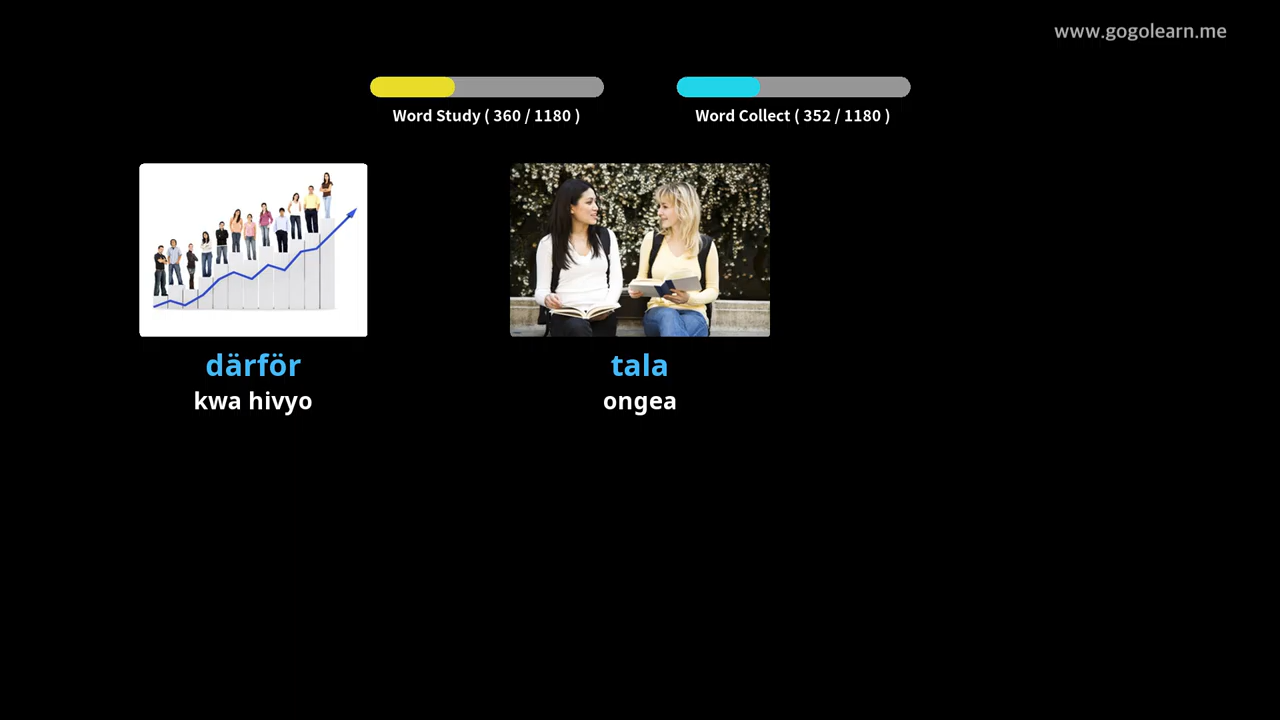 www.gogolearn.me
Word Study ( 360 / 1180 )
Word Collect ( 352 / 1180 )
därför
kwa hivyo
tala
ongea